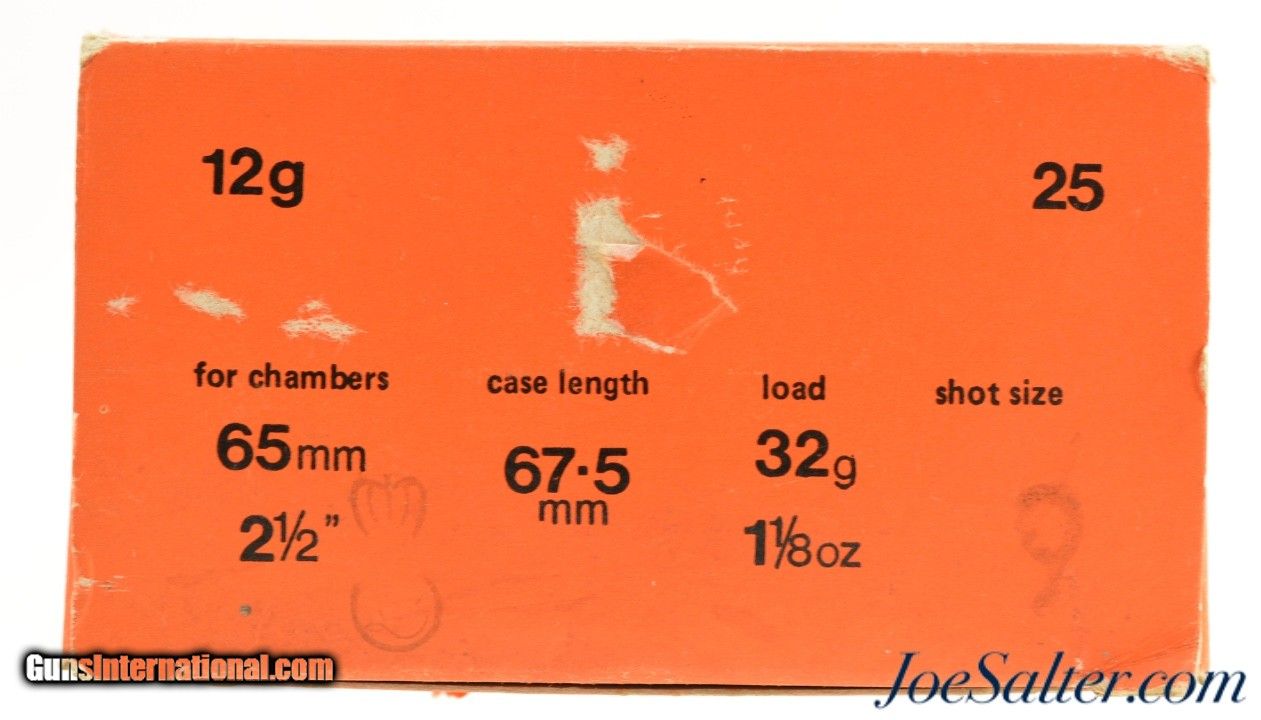 12g 25
for chambers case length load shot size
65mm 67·5 mm 32g 9
2½" 1⅛oz
GunsInternational.com JoeSalter.com